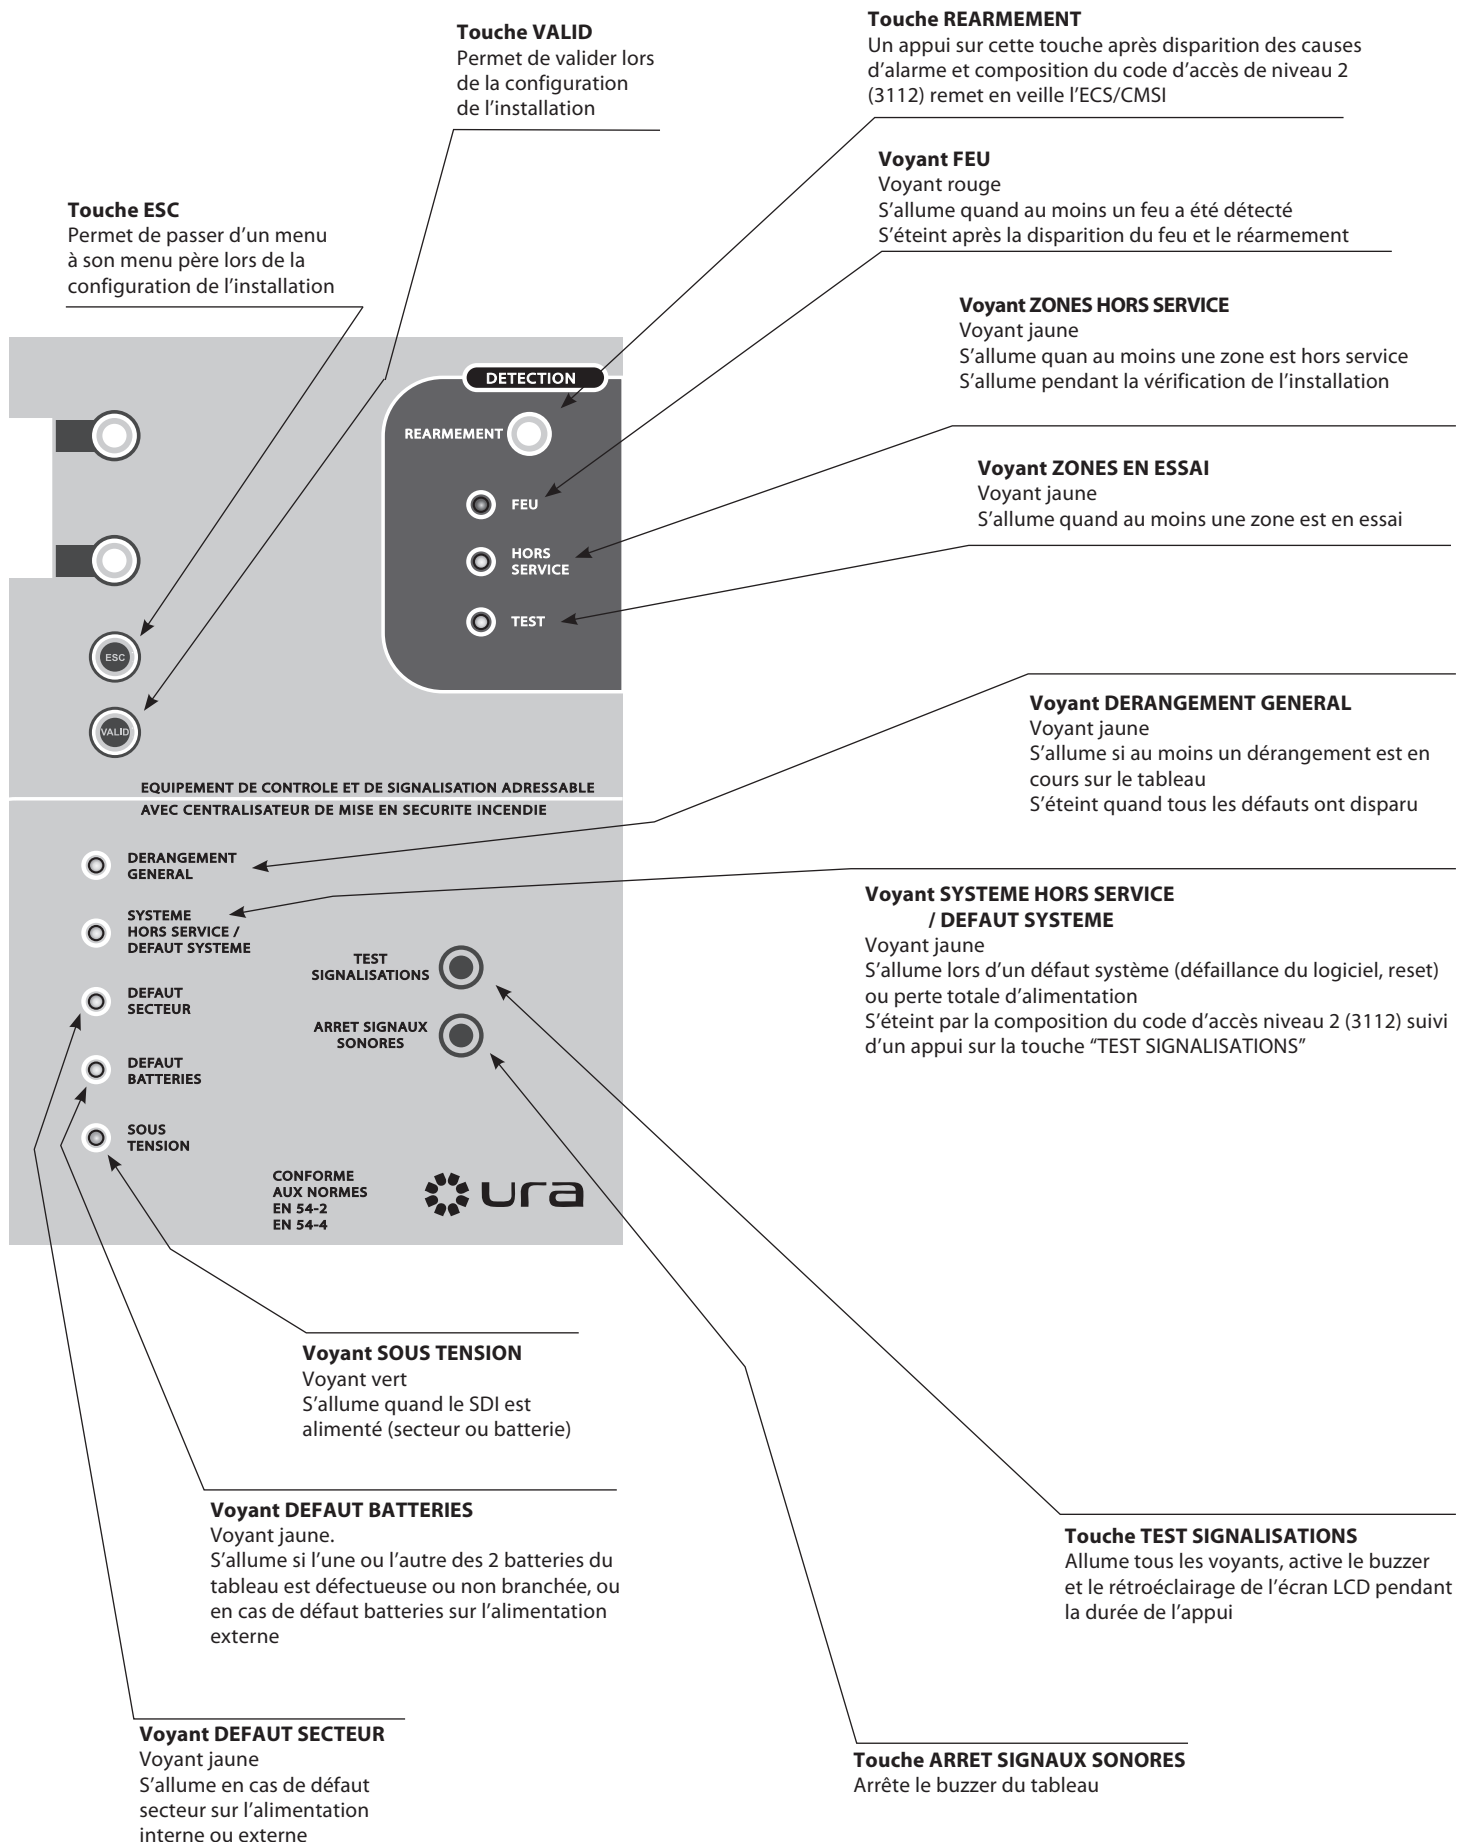 Touche VALID
Permet de valider lors
de la configuration
de l’installation
Touche REARMEMENT
Un appui sur cette touche après disparition des causes
d’alarme et composition du code d’accès de niveau 2
(3112) remet en veille l’ECS/CMSI
Voyant FEU
Voyant rouge
S’allume quand au moins un feu a été détecté
S’éteint après la disparition du feu et le réarmement
Touche ESC
Permet de passer d’un menu
à son menu père lors de la
configuration de l’installation
Voyant ZONES HORS SERVICE
Voyant jaune
S’allume quan au moins une zone est hors service
S’allume pendant la vérification de l’installation
Voyant ZONES EN ESSAI
Voyant jaune
S’allume quand au moins une zone est en essai
DETECTION
REARMEMENT
FEU
HORS
SERVICE
TEST
ESC
VALID
EQUIPEMENT DE CONTROLE ET DE SIGNALISATION ADRESSABLE
AVEC CENTRALISATEUR DE MISE EN SECURITE INCENDIE
Voyant DERANGEMENT GENERAL
Voyant jaune
S’allume si au moins un dérangement est en
cours sur le tableau
S’éteint quand tous les défauts ont disparu
DERANGEMENT
GENERAL
SYSTEME
HORS SERVICE /
DEFAUT SYSTEME
DEFAUT
SECTEUR
DEFAUT
BATTERIES
SOUS
TENSION
TEST
SIGNALISATIONS
ARRET SIGNAUX
SONORES
CONFORME
AUX NORMES
EN 54-2
EN 54-4
ura
Voyant SYSTEME HORS SERVICE
/ DEFAUT SYSTEME
Voyant jaune
S’allume lors d’un défaut système (défaillance du logiciel, reset)
ou perte totale d’alimentation
S’éteint par la composition du code d’accès niveau 2 (3112) suivi
d’un appui sur la touche “TEST SIGNALISATIONS”
Voyant SOUS TENSION
Voyant vert
S’allume quand le SDI est
alimenté (secteur ou batterie)
Voyant DEFAUT BATTERIES
Voyant jaune.
S’allume si l’une ou l’autre des 2 batteries du
tableau est défectueuse ou non branchée, ou
en cas de défaut batteries sur l’alimentation
externe
Touche TEST SIGNALISATIONS
Allume tous les voyants, active le buzzer
et le rétroéclairage de l’écran LCD pendant
la durée de l’appui
Voyant DEFAUT SECTEUR
Voyant jaune
S’allume en cas de défaut
secteur sur l’alimentation
interne ou externe
Touche ARRET SIGNAUX SONORES
Arrête le buzzer du tableau